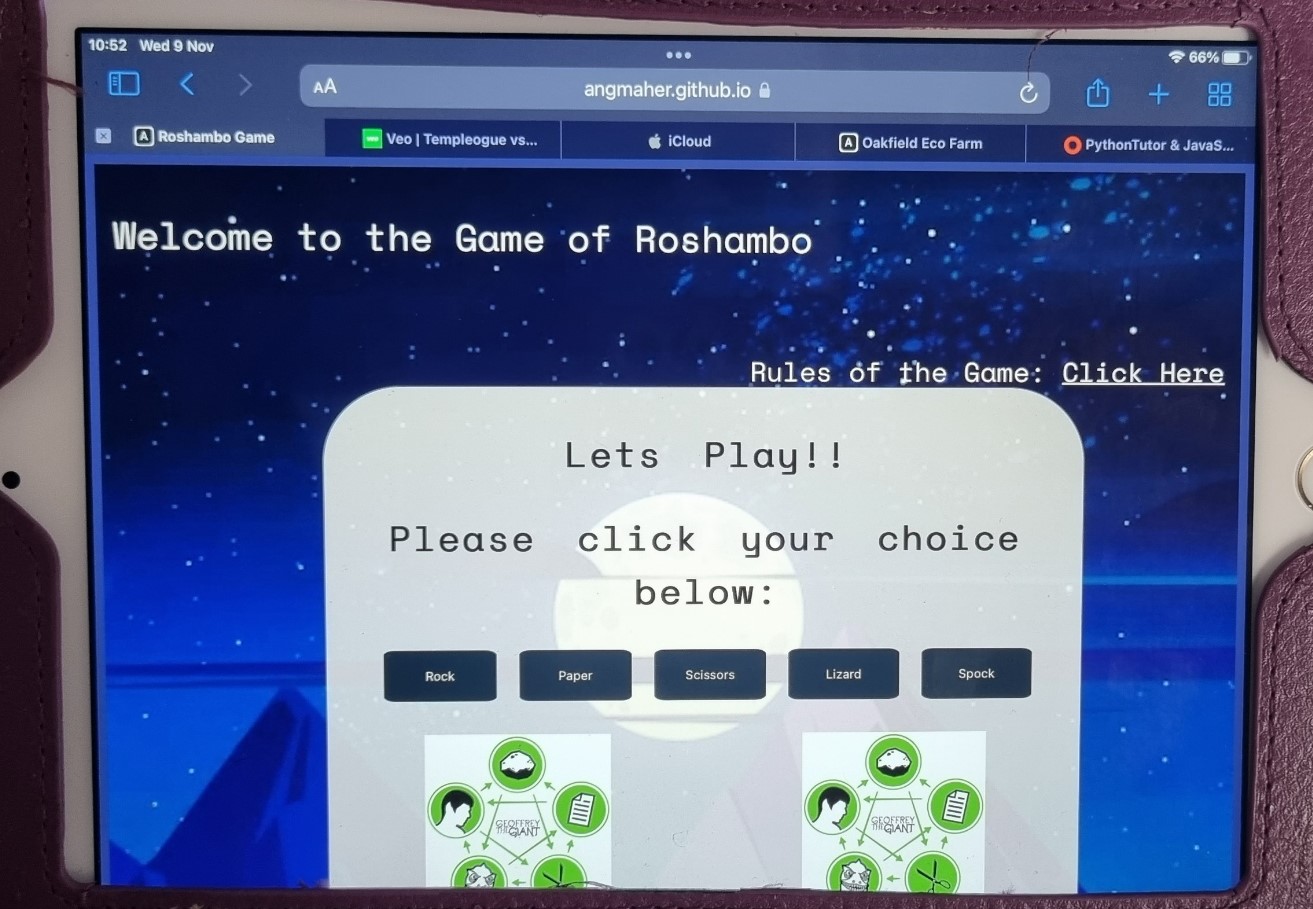 10:52 Wed 9 Nov
66%
AA angmaher.github.io
A Roshambo Game
Veo | Templeogue vs...
iCloud
A Oakfield Eco Farm
PythonTutor & JavaS...
Welcome to the Game of Roshambo
Rules of the Game: Click Here
Lets Play!!
Please click your choice
below:
Rock Paper Scissors Lizard Spock
GEOFFREY
THE GIANT
GEOFFREY
THE GIANT